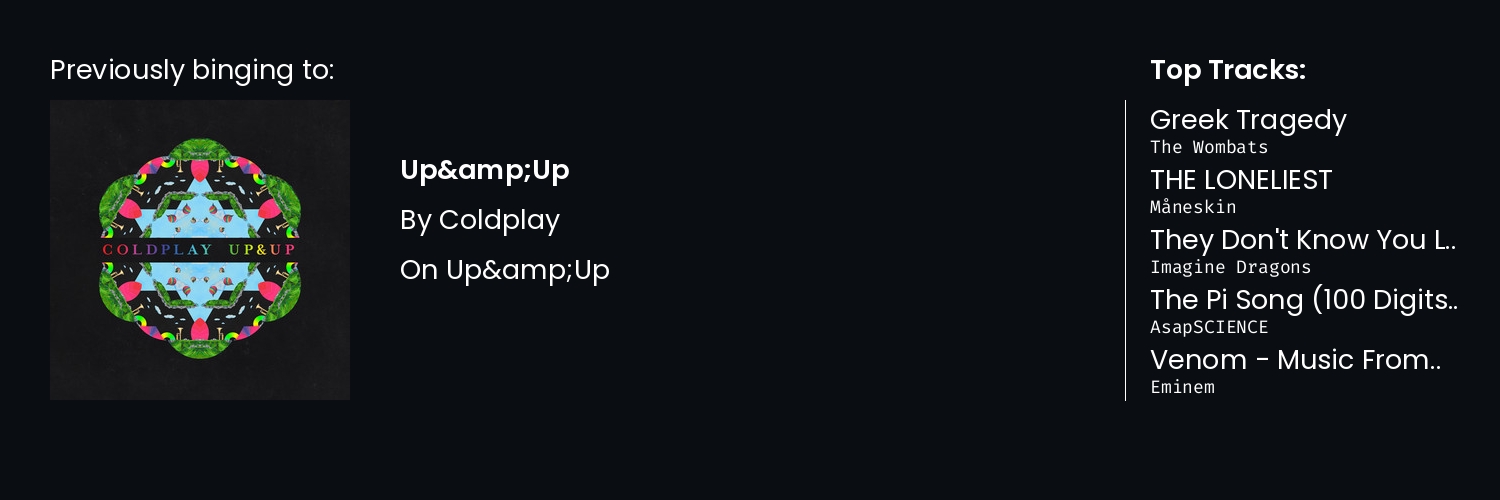 Previously binging to:
COLDPLAY UP&UP
Up&amp;Up
By Coldplay
On Up&amp;Up
Top Tracks:
Greek Tragedy
The Wombats
THE LONELIEST
Måneskin
They Don't Know You L..
Imagine Dragons
The Pi Song (100 Digits..
AsapSCIENCE
Venom - Music From..
Eminem